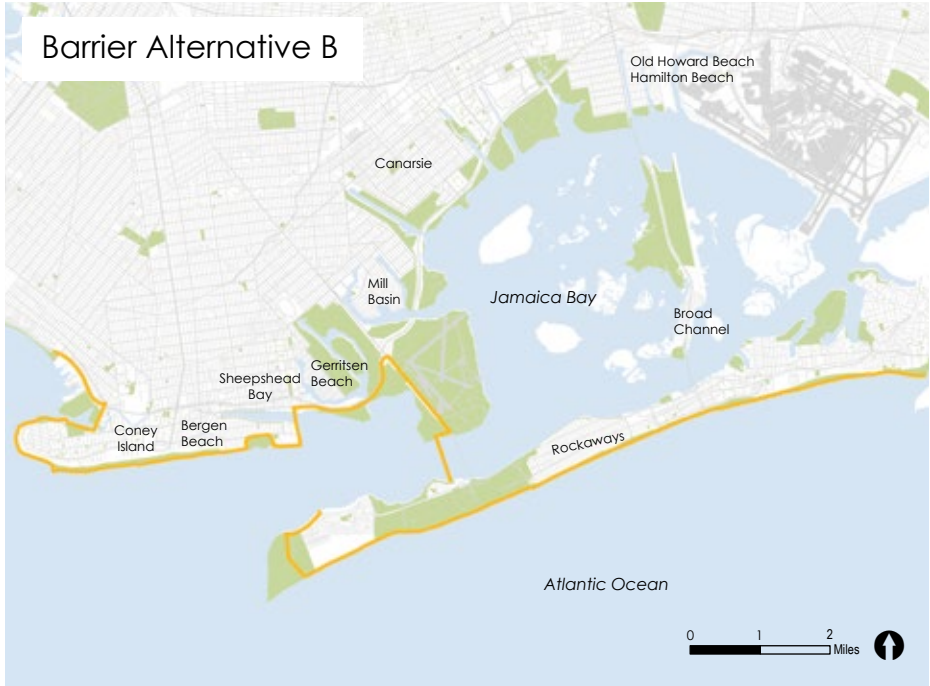 Barrier Alternative B
Old Howard Beach
Hamilton Beach
Canarsie
Mill
Basin
Jamaica Bay
Broad
Channel
Gerritsen
Beach
Sheepshead
Bay
Coney
Island
Bergen
Beach
Rockaways
Atlantic Ocean
0 1 2
Miles